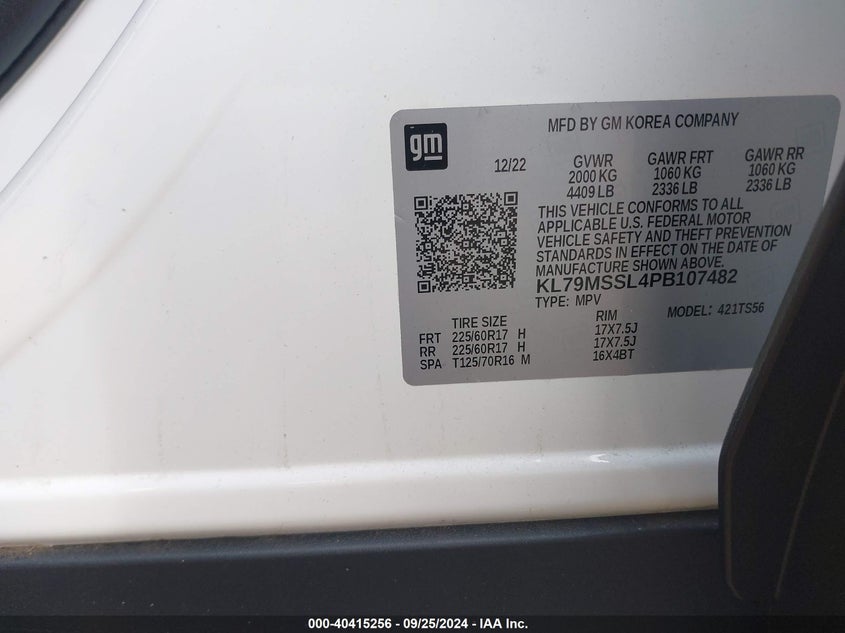 gm
MFD BY GM KOREA COMPANY
12/22
GVWR
2000 KG
4409 LB
GAWR FRT
1060 KG
2336 LB
GAWR RR
1060 KG
2336 LB
THIS VEHICLE CONFORMS TO ALL
APPLICABLE U.S. FEDERAL MOTOR
VEHICLE SAFETY AND THEFT PREVENTION
STANDARDS IN EFFECT ON THE DATE OF
MANUFACTURE SHOWN ABOVE.
KL79MSSL4PB107482
TYPE: MPV
MODEL: 421TS56
TIRE SIZE RIM
FRT 225/60R17 H 17X7.5J
RR 225/60R17 H 17X7.5J
SPA T125/70R16 M 16X4BT
000-40415256 - 09/25/2024 - IAA Inc.